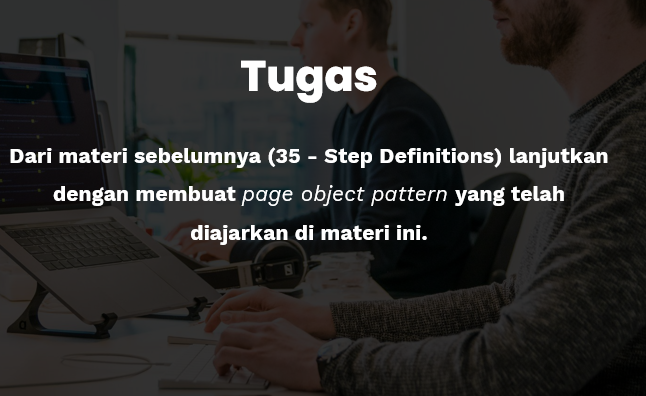 Tugas
Dari materi sebelumnya (35 - Step Definitions) lanjutkan
dengan membuat page object pattern yang telah
diajarkan di materi ini.